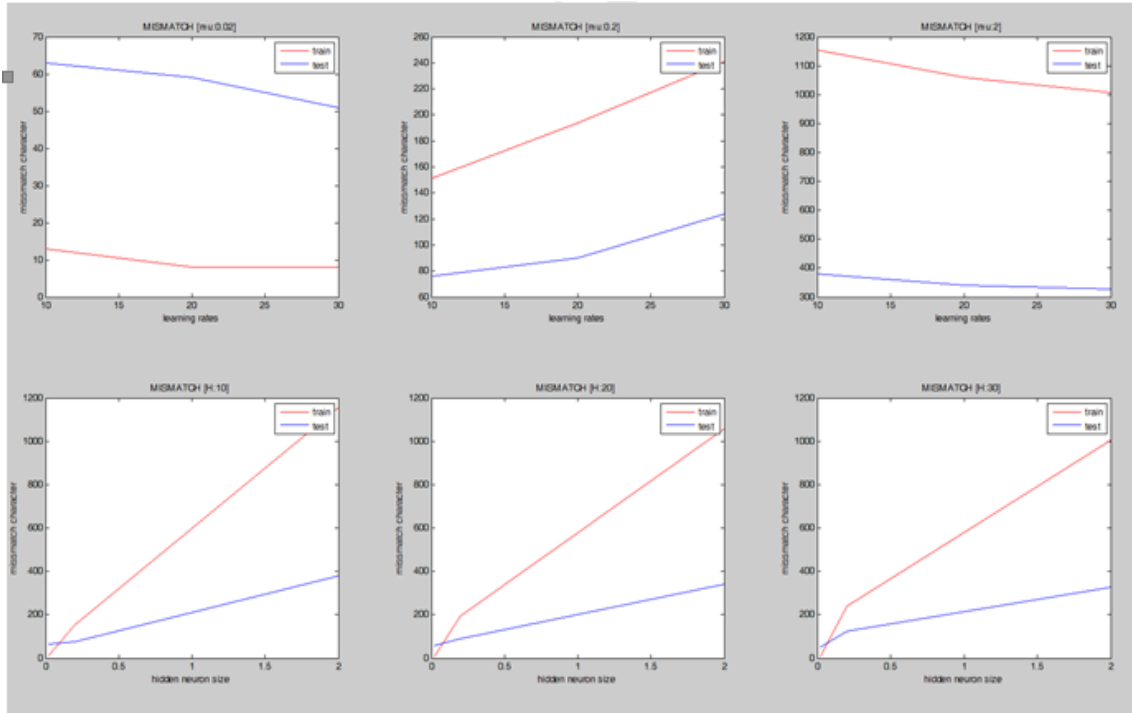 MISMATCH [mu:0.02]
70
60
50
40
30
20
10
0
missmatch character
train
test
10
15
20
25
30
learning rates
MISMATCH [mu:0.2]
260
240
220
200
180
160
140
120
100
80
60
missmatch character
train
test
10
15
20
25
30
learning rates
MISMATCH [mu:2]
1200
1100
1000
900
800
700
600
500
400
300
missmatch character
train
test
10
15
20
25
30
learning rates
MISMATCH [H:10]
1200
1000
800
600
400
200
0
missmatch character
train
test
0
0.5
1
1.5
2
hidden neuron size
MISMATCH [H:20]
1200
1000
800
600
400
200
0
missmatch character
train
test
0
0.5
1
1.5
2
hidden neuron size
MISMATCH [H:30]
1200
1000
800
600
400
200
0
missmatch character
train
test
0
0.5
1
1.5
2
hidden neuron size